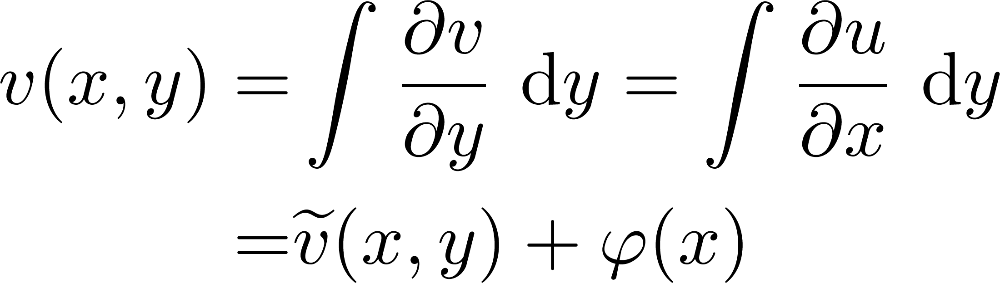 v(x, y) = ∫ ∂v/∂y dy = ∫ ∂u/∂x dy
= ṽ(x, y) + φ(x)